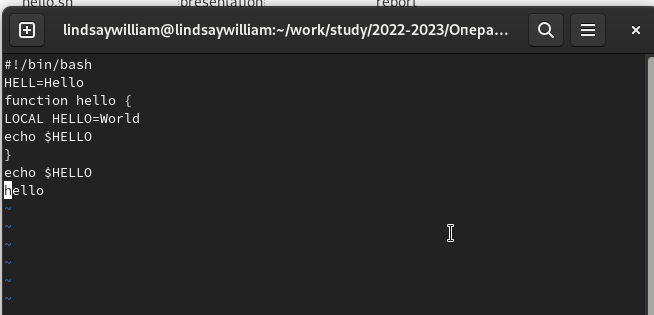 hello.sh presentation report
lindsaywilliam@lindsaywilliam:~/work/study/2022-2023/Опера...
#!/bin/bash
HELL=Hello
function hello {
LOCAL HELLO=World
echo $HELLO
}
echo $HELLO
hello
~
~
~
~
~
~